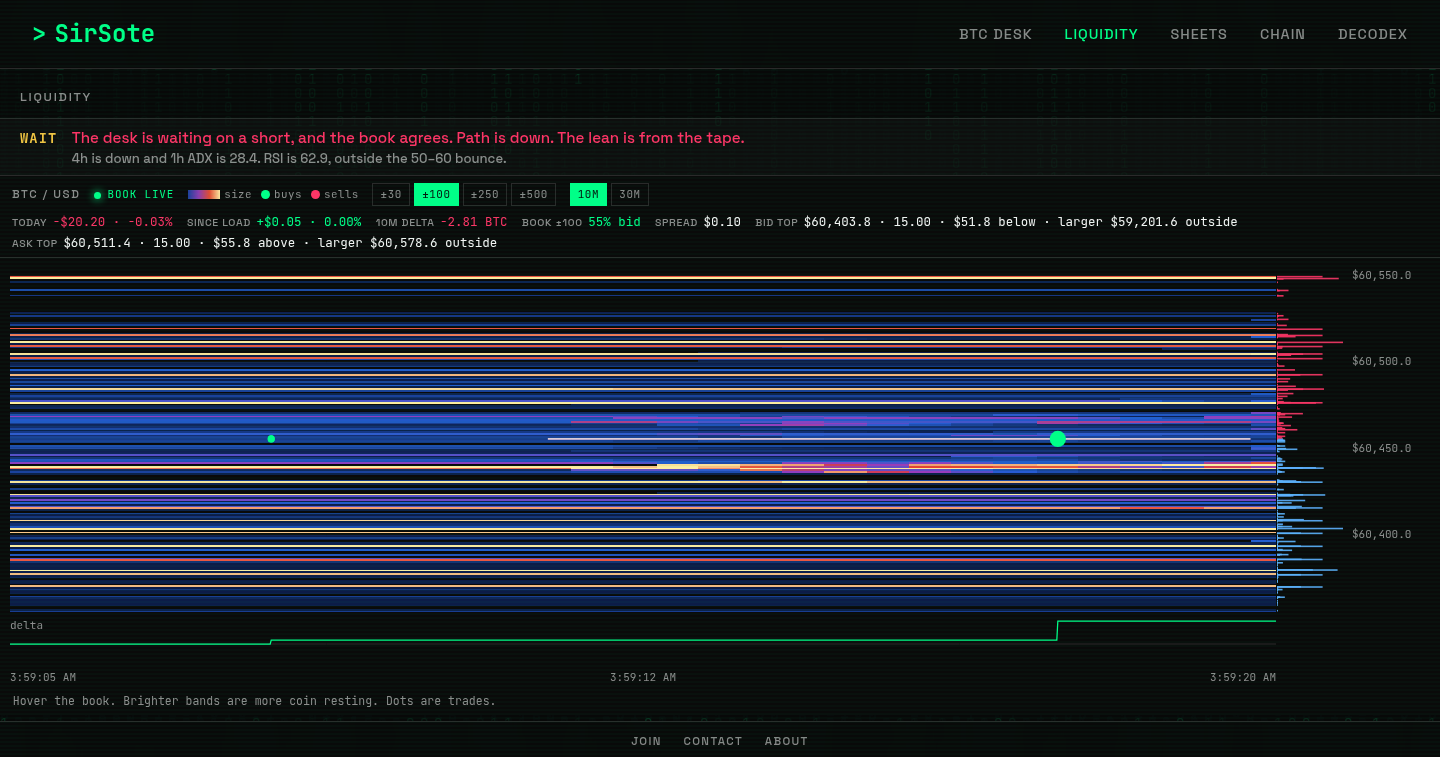 > SirSote
BTC DESK LIQUIDITY SHEETS CHAIN DECODEX
LIQUIDITY
WAIT The desk is waiting on a short, and the book agrees. Path is down. The lean is from the tape.
4h is down and 1h ADX is 28.4. RSI is 62.9, outside the 50–60 bounce.
BTC / USD BOOK LIVE size buys sells ±30 ±100 ±250 ±500 10M 30M
TODAY -$20.20 · -0.03% SINCE LOAD +$0.05 · 0.00% 10M DELTA -2.81 BTC BOOK ±100 55% bid SPREAD $0.10 BID TOP $60,403.8 · 15.00 · $51.8 below · larger $59,201.6 outside
ASK TOP $60,511.4 · 15.00 · $55.8 above · larger $60,578.6 outside
$60,550.0
$60,500.0
$60,450.0
$60,400.0
delta
3:59:05 AM 3:59:12 AM 3:59:20 AM
Hover the book. Brighter bands are more coin resting. Dots are trades.
JOIN CONTACT ABOUT